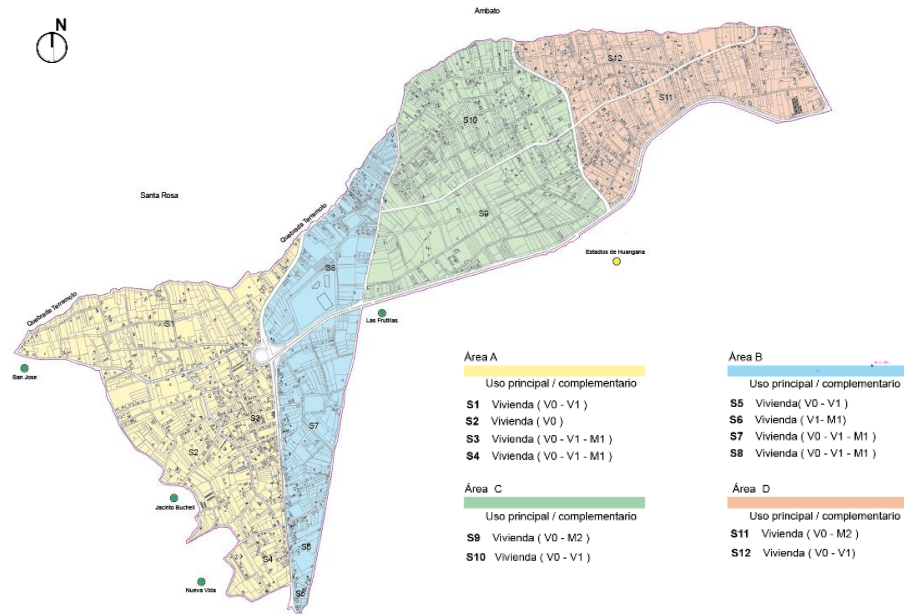 Ambato
N
S12
S11
S10
Santa Rosa
S9
Quebrada Terremoto
Estadios de Huangana
S8
Quebrada Terremoto
Las Frutillas
S1
San Jose
S3
S7
S2
Jacinto Bucheli
S4
Nueva Vida
Área A
Uso principal / complementario
S1 Vivienda ( V0 - V1 )
S2 Vivienda ( V0 )
S3 Vivienda ( V0 - V1 - M1 )
S4 Vivienda ( V0 - V1 - M1 )
Área B
Uso principal / complementario
S5 Vivienda( V0 - V1 )
S6 Vivienda ( V1- M1)
S7 Vivienda ( V0 - V1 - M1 )
S8 Vivienda ( V0 - V1 - M1 )
Área C
Uso principal / complementario
S9 Vivienda ( V0 - M2 )
S10 Vivienda ( V0 - V1 )
Área D
Uso principal / complementario
S11 Vivienda ( V0 - M2 )
S12 Vivienda ( V0 - V1)